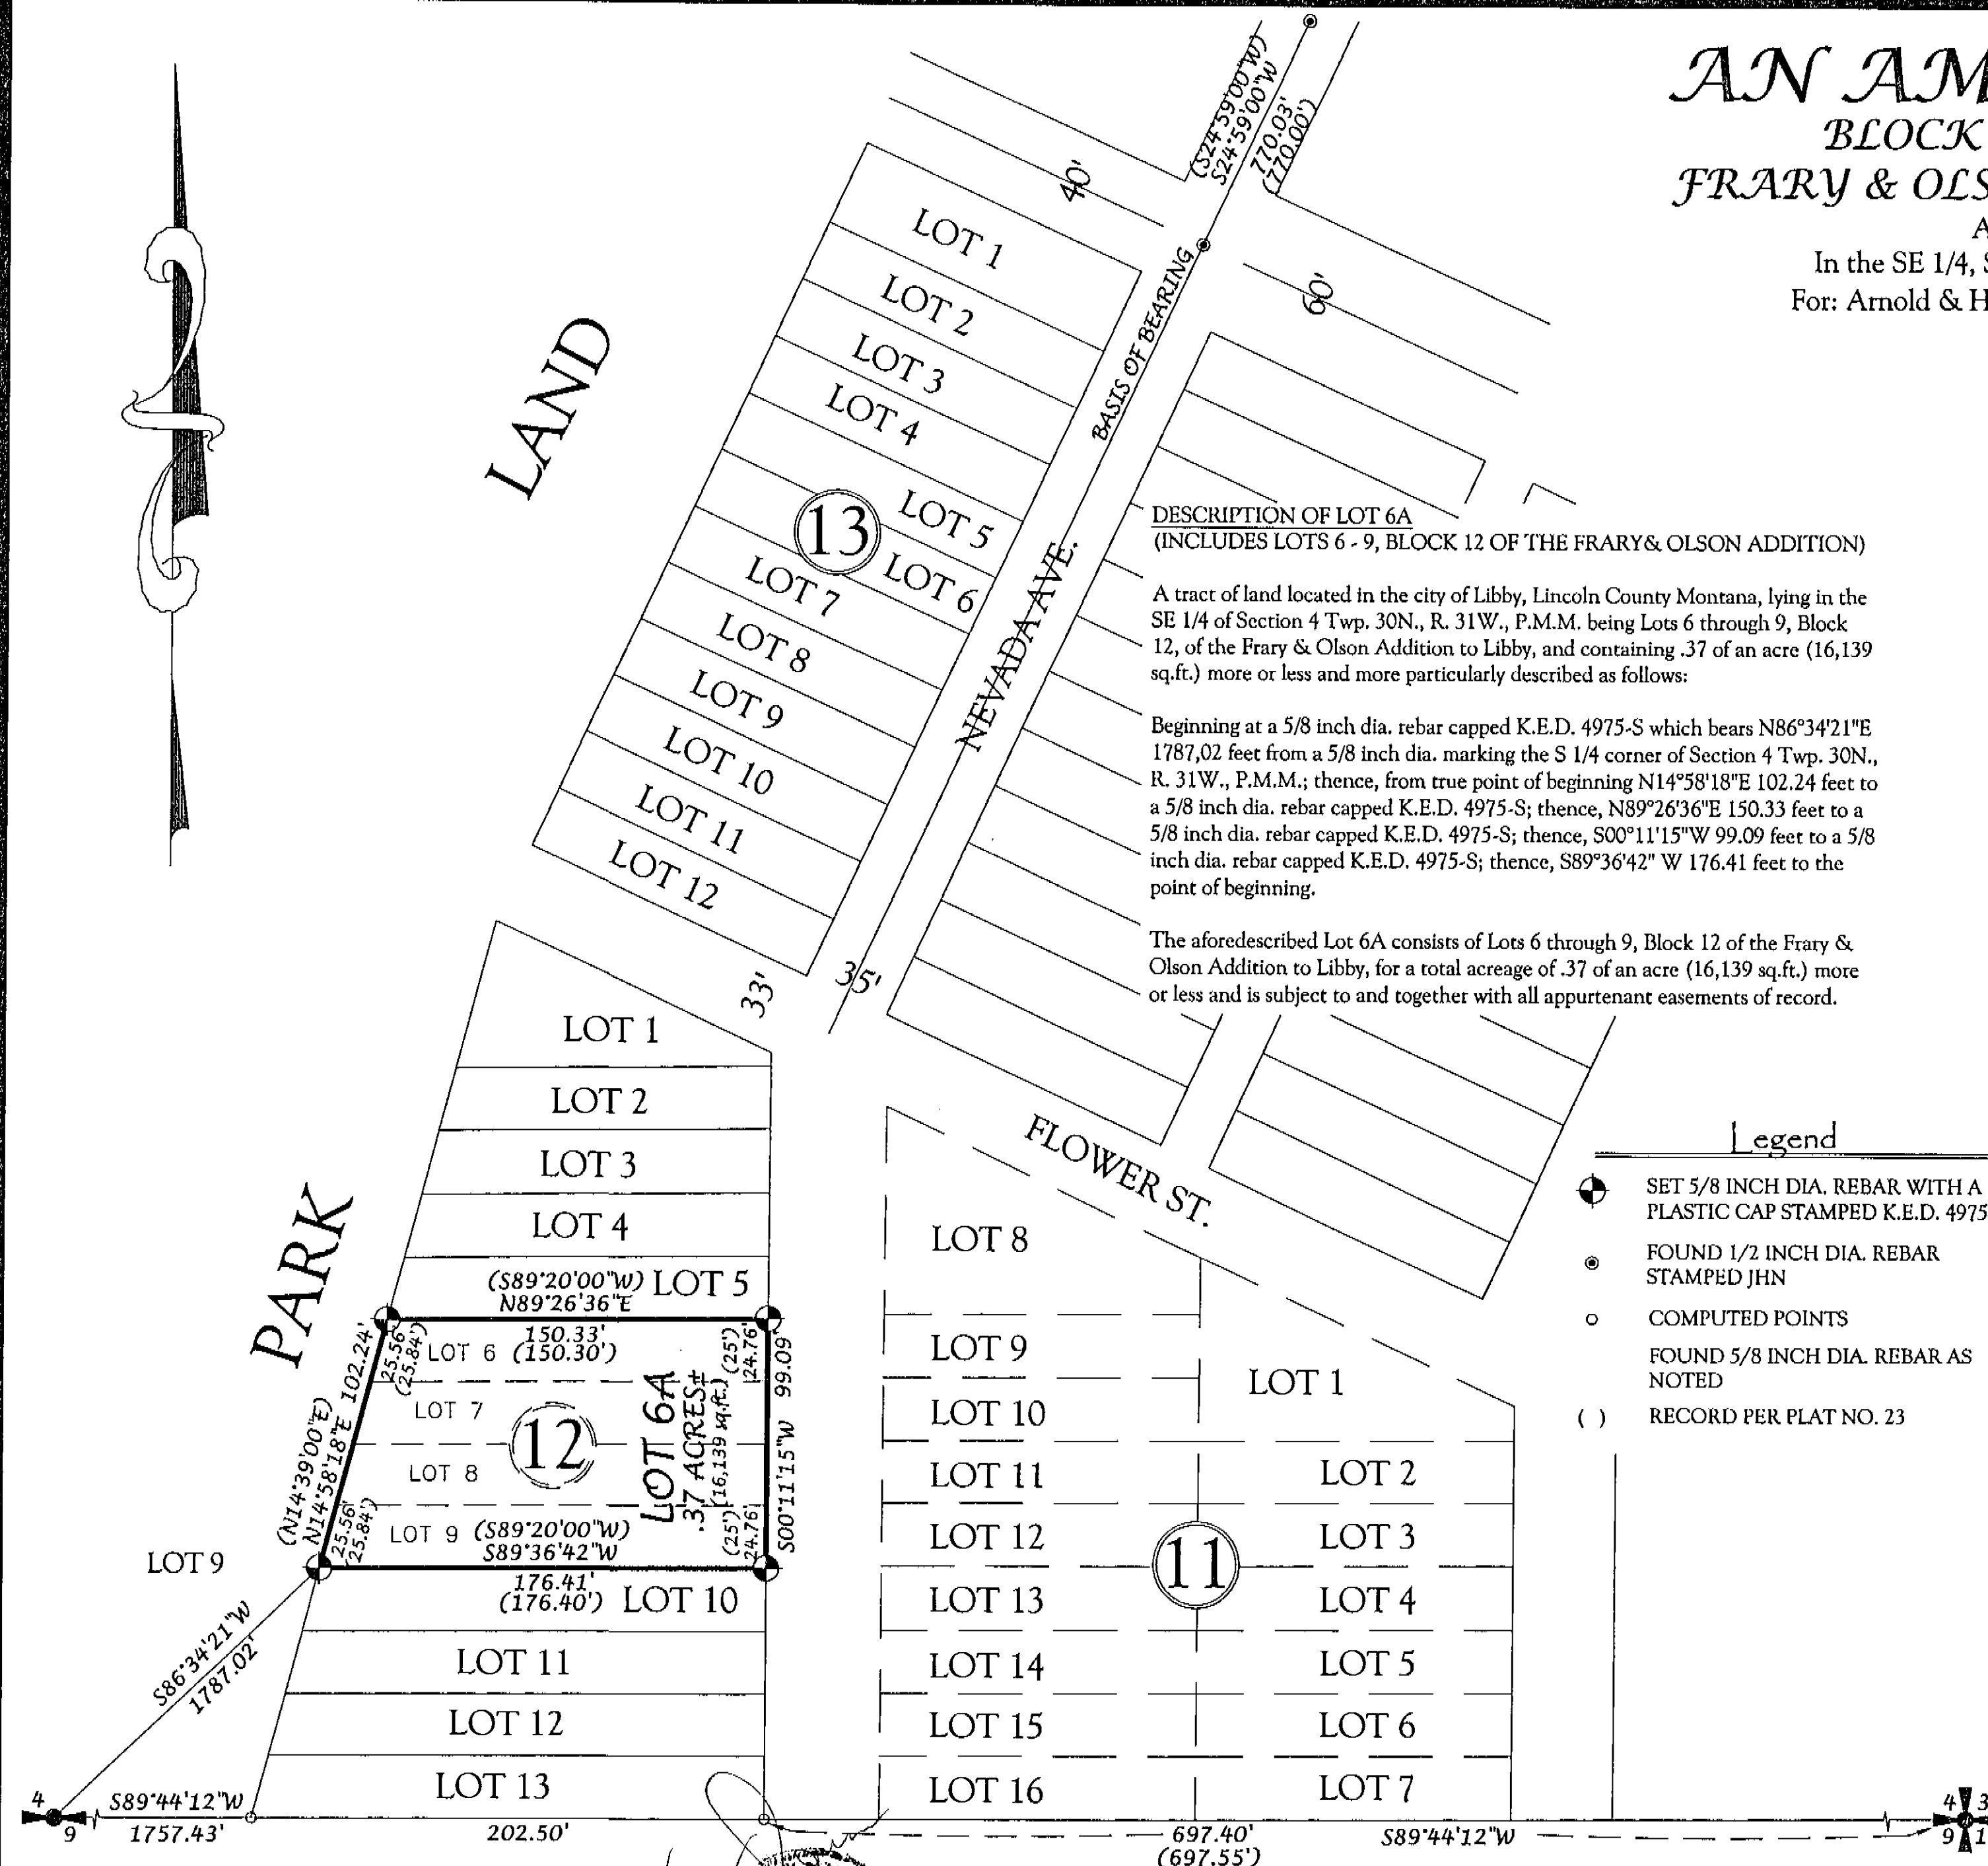 AN AM
BLOCK
FRARY & OLS
A
In the SE 1/4, S
For: Arnold & H
(S24°59'00"W)
S24°59'00"W
770.03'
(770.00')
40'
60'
BASIS OF BEARING
LAND
LOT 1
LOT 2
LOT 3
LOT 4
LOT 5
LOT 6
13
LOT 7
LOT 8
LOT 9
LOT 10
LOT 11
LOT 12
NEVADA AVE.
33'
35'
DESCRIPTION OF LOT 6A
(INCLUDES LOTS 6 - 9, BLOCK 12 OF THE FRARY& OLSON ADDITION)
A tract of land located in the city of Libby, Lincoln County Montana, lying in the
SE 1/4 of Section 4 Twp. 30N., R. 31W., P.M.M. being Lots 6 through 9, Block
12, of the Frary & Olson Addition to Libby, and containing .37 of an acre (16,139
sq.ft.) more or less and more particularly described as follows:
Beginning at a 5/8 inch dia. rebar capped K.E.D. 4975-S which bears N86°34'21"E
1787,02 feet from a 5/8 inch dia. marking the S 1/4 corner of Section 4 Twp. 30N.,
R. 31W., P.M.M.; thence, from true point of beginning N14°58'18"E 102.24 feet to
a 5/8 inch dia. rebar capped K.E.D. 4975-S; thence, N89°26'36"E 150.33 feet to a
5/8 inch dia. rebar capped K.E.D. 4975-S; thence, S00°11'15"W 99.09 feet to a 5/8
inch dia. rebar capped K.E.D. 4975-S; thence, S89°36'42" W 176.41 feet to the
point of beginning.
The aforedescribed Lot 6A consists of Lots 6 through 9, Block 12 of the Frary &
Olson Addition to Libby, for a total acreage of .37 of an acre (16,139 sq.ft.) more
or less and is subject to and together with all appurtenant easements of record.
FLOWER ST.
Legend
SET 5/8 INCH DIA. REBAR WITH A
PLASTIC CAP STAMPED K.E.D. 4975
FOUND 1/2 INCH DIA. REBAR
STAMPED JHN
COMPUTED POINTS
FOUND 5/8 INCH DIA. REBAR AS
NOTED
( ) RECORD PER PLAT NO. 23
PARK
LOT 1
LOT 2
LOT 3
LOT 4
LOT 5
(S89°20'00"W)
N89°26'36"E
150.33'
(150.30')
LOT 6
LOT 7
LOT 8
LOT 9
12
LOT 6A
.37 ACRES±
(16,139 sq.ft.)
(25')
24.76'
(25')
24.76'
S00°11'15"W 99.09'
(N14°39'00"E)
N14°58'18"E 102.24'
25.56'
(25.84')
25.56'
(25.84')
(S89°20'00"W)
S89°36'42"W
176.41'
(176.40')
LOT 9
LOT 10
LOT 11
LOT 12
LOT 13
S86°34'21"W
1787.02'
LOT 8
LOT 9
LOT 10
LOT 11
LOT 12
LOT 13
LOT 14
LOT 15
LOT 16
11
LOT 1
LOT 2
LOT 3
LOT 4
LOT 5
LOT 6
LOT 7
4
9
S89°44'12"W
1757.43'
202.50'
697.40'
(697.55')
S89°44'12"W
4 3
9 1